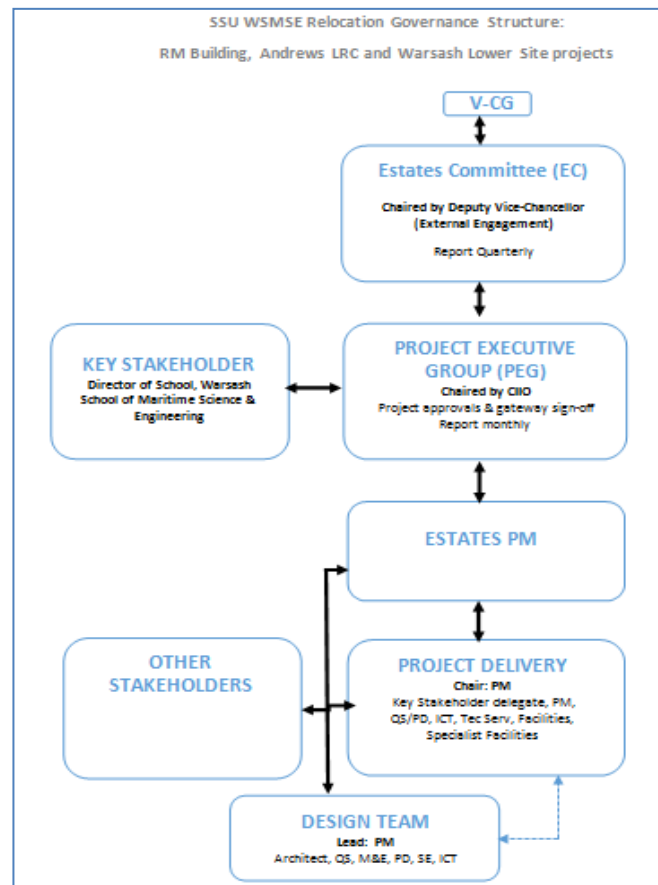 SSU WSMSE Relocation Governance Structure:
RM Building, Andrews LRC and Warsash Lower Site projects
V-CG
Estates Committee (EC)
Chaired by Deputy Vice-Chancellor
(External Engagement)
Report Quarterly
KEY STAKEHOLDER
Director of School, Warsash
School of Maritime Science &
Engineering
PROJECT EXECUTIVE
GROUP (PEG)
Chaired by CIIO
Project approvals & gateway sign-off
Report monthly
ESTATES PM
OTHER
STAKEHOLDERS
PROJECT DELIVERY
Chair: PM
Key Stakeholder delegate, PM,
QS/PD, ICT, Tec Serv, Facilities,
Specialist Facilities
DESIGN TEAM
Lead: PM
Architect, QS, M&E, PD, SE, ICT